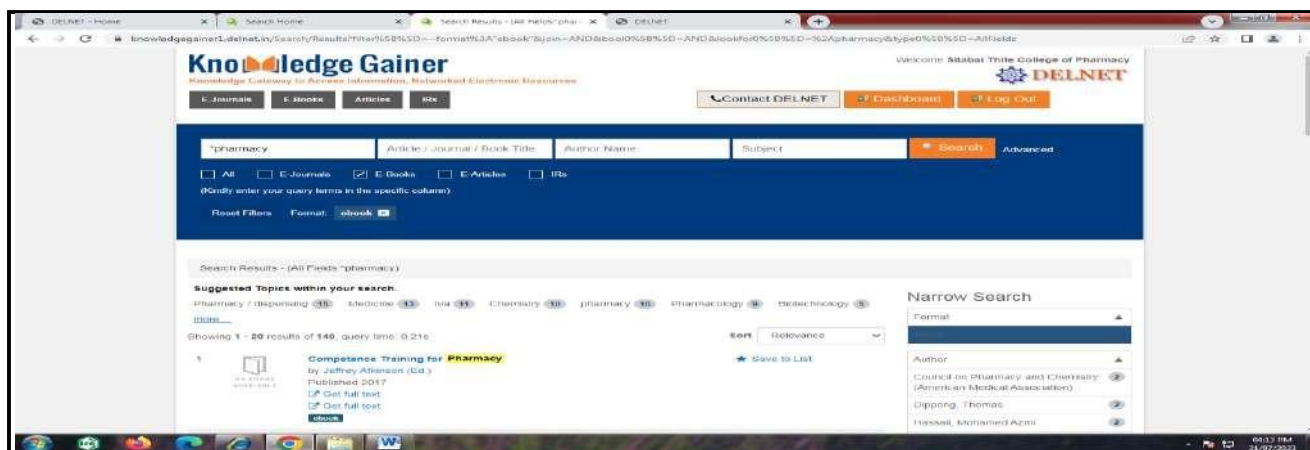 DELNET - Home
Search Home
Search Results - (All Fields *phar
DELNET
knowledgegainer1.delnet.in/Search/Results?filter%5B%5D=~format%3A"ebook"&join=AND&bool0%5B%5D=AND&lookfor0%5B%5D=%2Apharmacy&type0%5B%5D=AllFields
Knowledge Gainer
Knowledge Gateway to Access Information, Networked Electronic Resources
Welcome Sitabai Thite College of Pharmacy
DELNET
E-Journals E-Books Articles IRs
Contact DELNET Dashboard Log Out
*pharmacy Article / Journal / Book Title Author Name Subject Search Advanced
All E-Journals E-Books E-Articles IRs
(Kindly enter your query terms in the specific column)
Reset Filters Format: ebook
Search Results - (All Fields *pharmacy)
Suggested Topics within your search.
Pharmacy / dispensing 15 Medicine 13 11 Chemistry 10 pharmacy 10 Pharmacology 9 Biotechnology 5
more...
Showing 1 - 20 results of 140, query time: 0.21s
Sort Relevance
Narrow Search
Format
1
Competence Training for Pharmacy
by Jeffrey Atkinson (Ed.)
Published 2017
Get full text
Get full text
ebook
Save to List
Author
Council on Pharmacy and Chemistry (American Medical Association) 2
Dippong, Thomas 2
Hassali, Mohamed Azmi 2
04:13 PM